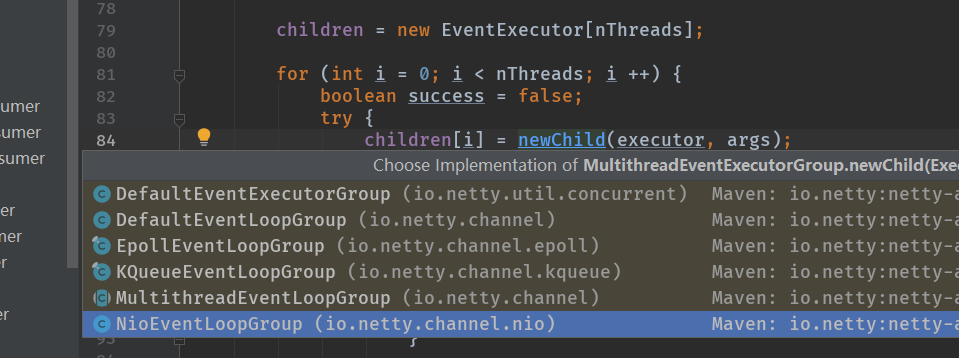 78
79 children = new EventExecutor[nThreads];
80
81 for (int i = 0; i < nThreads; i ++) {
umer
82 boolean success = false;
sumer
83 try {
sumer
84 children[i] = newChild(executor, args);
Choose Implementation of MultithreadEventExecutorGroup.newChild(Exe
DefaultEventExecutorGroup (io.netty.util.concurrent) Maven: io.netty:netty-a
er
DefaultEventLoopGroup (io.netty.channel) Maven: io.netty:netty-a
mer
EpollEventLoopGroup (io.netty.channel.epoll) Maven: io.netty:netty-a
er
KQueueEventLoopGroup (io.netty.channel.kqueue) Maven: io.netty:netty-a
MultithreadEventLoopGroup (io.netty.channel) Maven: io.netty:netty-a
er
NioEventLoopGroup (io.netty.channel.nio) Maven: io.netty:netty-a
}